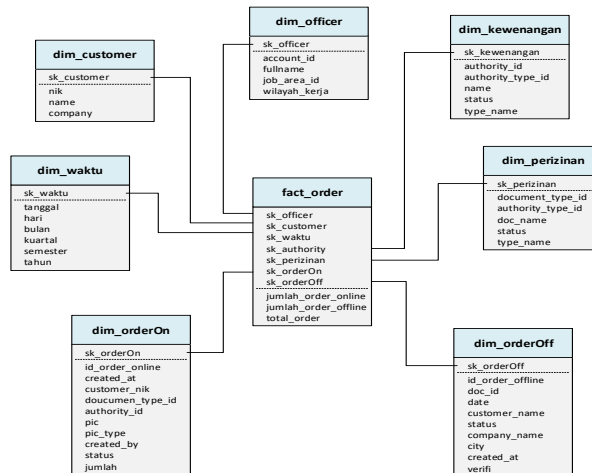 dim_officer
sk_officer
account_id
fullname
job_area_id
wilayah_kerja
dim_customer
sk_customer
nik
name
company
dim_kewenangan
sk_kewenangan
authority_id
authority_type_id
name
status
type_name
dim_waktu
sk_waktu
tanggal
hari
bulan
kuartal
semester
tahun
fact_order
sk_officer
sk_customer
sk_waktu
sk_authority
sk_perizinan
sk_orderOn
sk_orderOff
jumlah_order_online
jumlah_order_offline
total_order
dim_perizinan
sk_perizinan
document_type_id
authority_type_id
doc_name
status
type_name
dim_orderOn
sk_orderOn
id_order_online
created_at
customer_nik
doucumen_type_id
authority_id
pic
pic_type
created_by
status
jumlah
dim_orderOff
sk_orderOff
id_order_offline
doc_id
date
customer_name
status
company_name
city
created_at
verifi